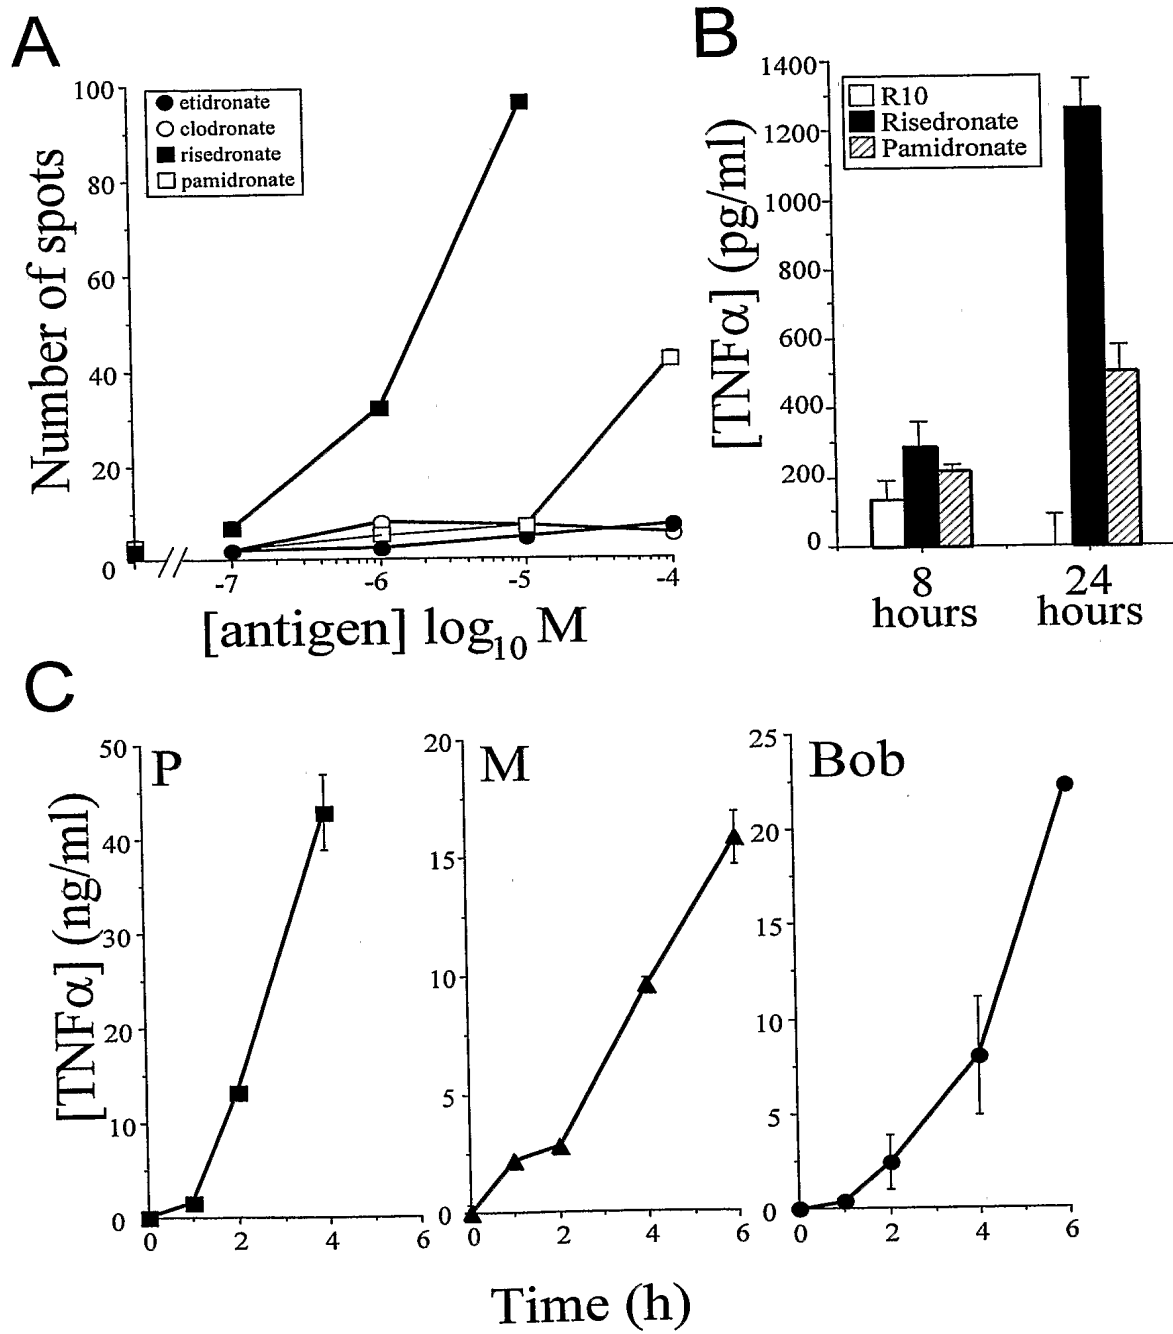 A
100
80
60
40
20
0
Number of spots
etidronate
clodronate
risedronate
pamidronate
-7
-6
-5
-4
[antigen] log10 M
B
1400
1200
1000
800
600
400
200
0
[TNFα] (pg/ml)
R10
Risedronate
Pamidronate
8
hours
24
hours
C
[TNFα] (ng/ml)
P
50
40
30
20
10
0
0
2
4
6
M
20
15
10
5
0
0
2
4
6
Bob
25
20
15
10
5
0
0
2
4
6
Time (h)